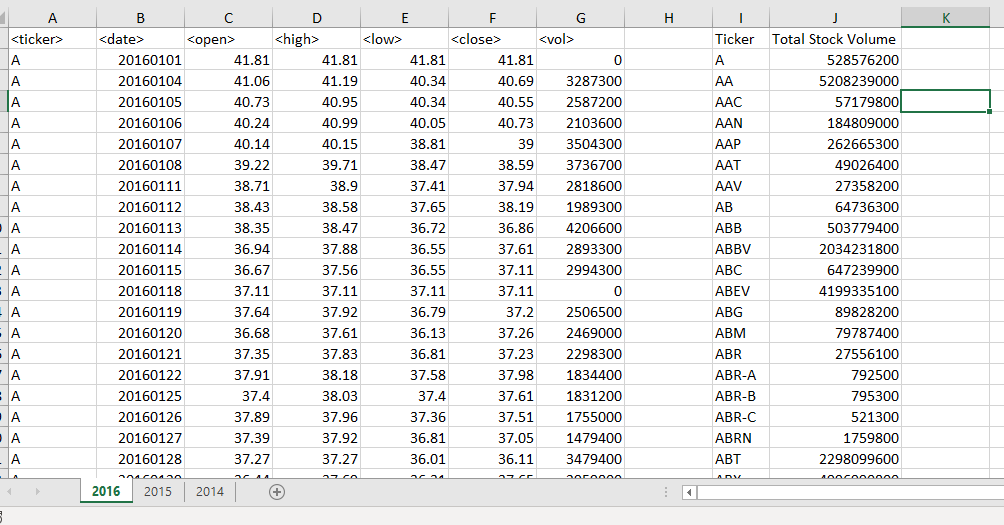 A B C D E F G H I J K
<ticker> <date> <open> <high> <low> <close> <vol> Ticker Total Stock Volume
A 20160101 41.81 41.81 41.81 41.81 0 A 528576200
A 20160104 41.06 41.19 40.34 40.69 3287300 AA 5208239000
A 20160105 40.73 40.95 40.34 40.55 2587200 AAC 57179800
A 20160106 40.24 40.99 40.05 40.73 2103600 AAN 184809000
A 20160107 40.14 40.15 38.81 39 3504300 AAP 262665300
A 20160108 39.22 39.71 38.47 38.59 3736700 AAT 49026400
A 20160111 38.71 38.9 37.41 37.94 2818600 AAV 27358200
A 20160112 38.43 38.58 37.65 38.19 1989300 AB 64736300
A 20160113 38.35 38.47 36.72 36.86 4206600 ABB 503779400
A 20160114 36.94 37.88 36.55 37.61 2893300 ABBV 2034231800
A 20160115 36.67 37.56 36.55 37.11 2994300 ABC 647239900
A 20160118 37.11 37.11 37.11 37.11 0 ABEV 4199335100
A 20160119 37.64 37.92 36.79 37.2 2506500 ABG 89828200
A 20160120 36.68 37.61 36.13 37.26 2469000 ABM 79787400
A 20160121 37.35 37.83 36.81 37.23 2298300 ABR 27556100
A 20160122 37.91 38.18 37.58 37.98 1834400 ABR-A 792500
A 20160125 37.4 38.03 37.4 37.61 1831200 ABR-B 795300
A 20160126 37.89 37.96 37.36 37.51 1755000 ABR-C 521300
A 20160127 37.39 37.92 36.81 37.05 1479400 ABRN 1759800
A 20160128 37.27 37.27 36.01 36.11 3479400 ABT 2298099600
2016 2015 2014